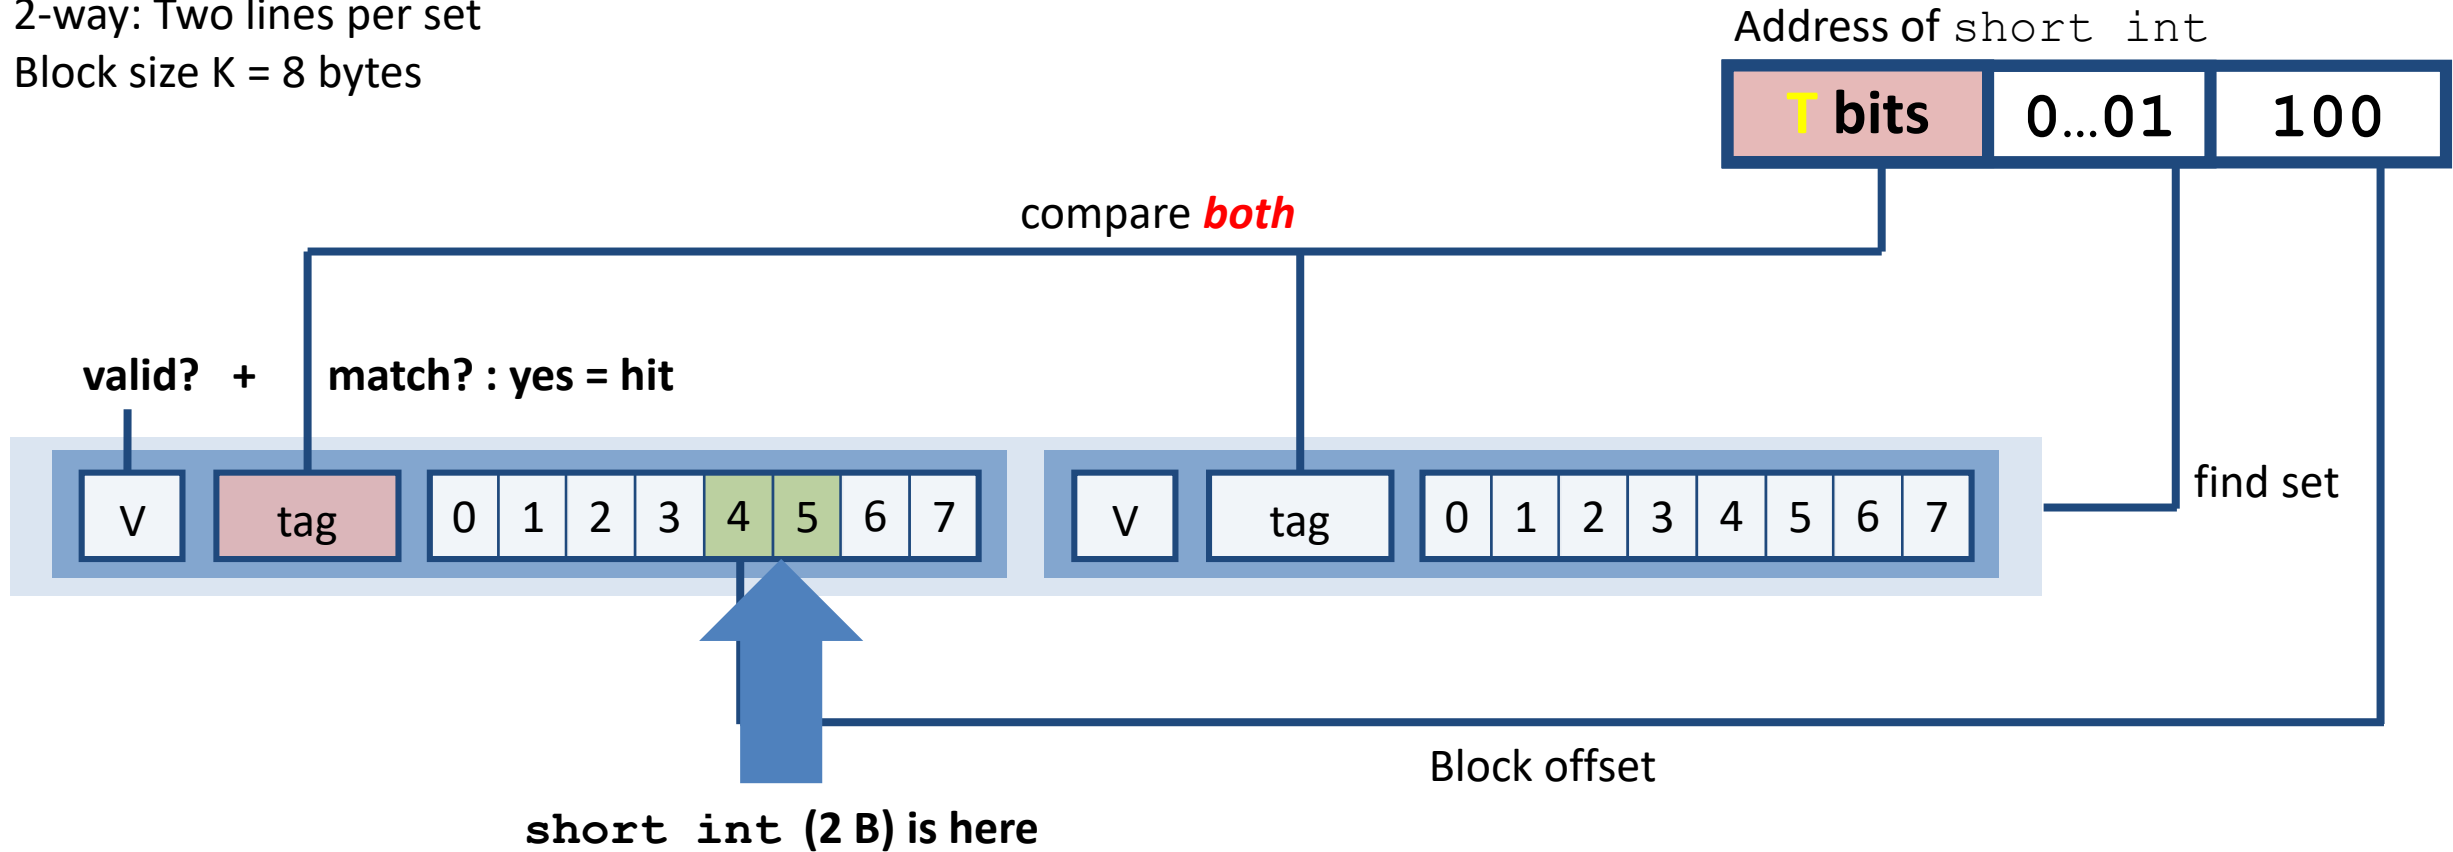 2-way: Two lines per set
Block size K = 8 bytes
Address of short int
T bits 0...01 100
compare both
valid? + match? : yes = hit
V tag 0 1 2 3 4 5 6 7 V tag 0 1 2 3 4 5 6 7
find set
Block offset
short int (2 B) is here